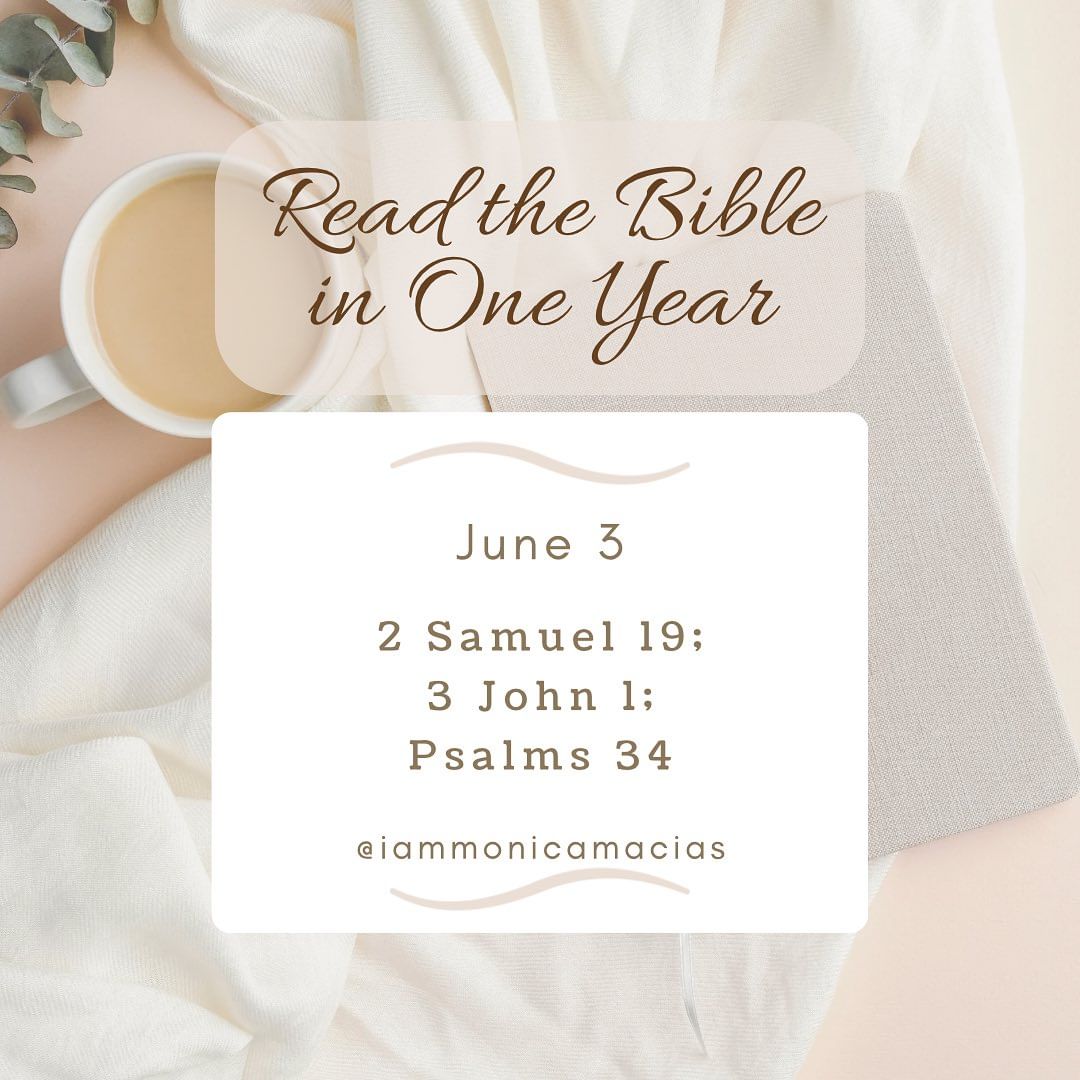 Read the Bible
in One Year
June 3
2 Samuel 19;
3 John 1;
Psalms 34
@iammonicamacias